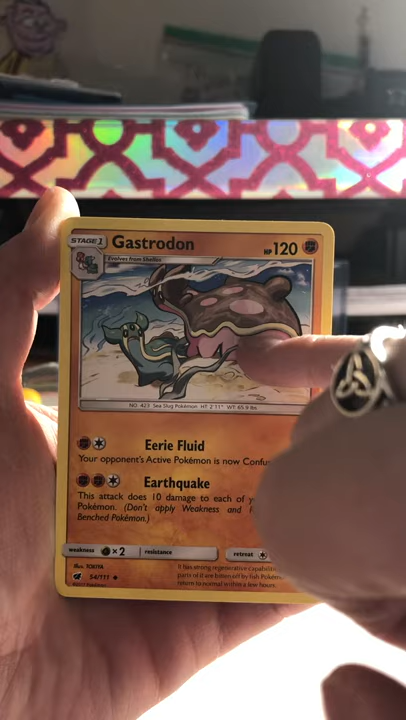 STAGE 1 Gastrodon HP 120
Evolves from Shellos
NO. 423 Sea Slug Pokémon HT: 2'11" WT: 65.9 lbs
Eerie Fluid
Your opponent's Active Pokémon is now
Earthquake
This attack does 10 damage to each of
Pokémon. (Don't apply Weakness and
Benched Pokémon.)
weakness ×2 resistance retreat
Illus. TOKIYA
54/111
It has strong regenerative
parts of it are bitten off by fish
return to normal within a few hours.